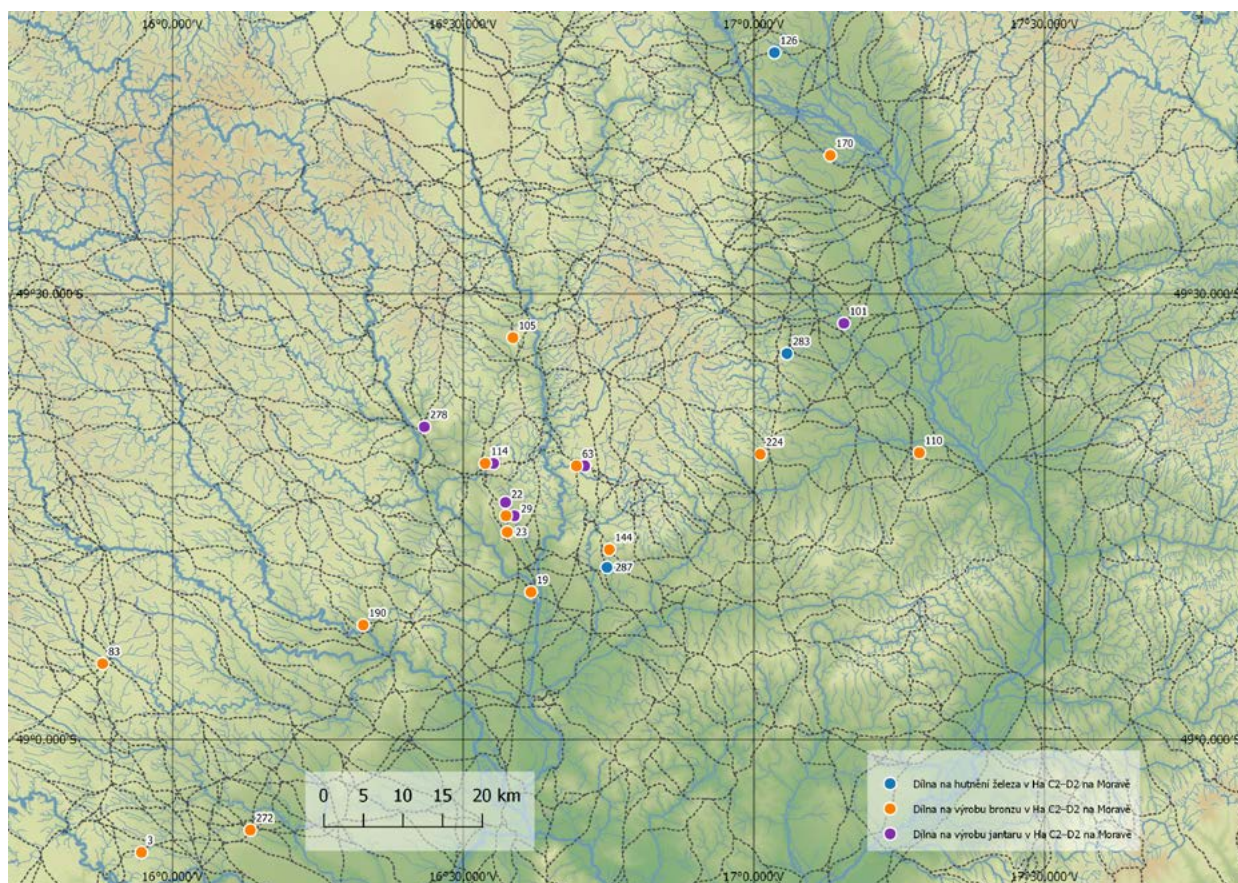 16°0.000'V 16°30.000'V 17°0.000'V 17°30.000'V
126
170
49°30.000'S 49°30.000'S
105
101
283
278
114
63
224
110
22
29
23
144
287
19
190
83
49°0.000'S 49°0.000'S
0 5 10 15 20 km
Dílna na hutnění železa v Ha C2–D2 na Moravě
Dílna na výrobu bronzu v Ha C2–D2 na Moravě
Dílna na výrobu jantaru v Ha C2–D2 na Moravě
272
3
16°0.000'V 16°30.000'V 17°0.000'V 17°30.000'V